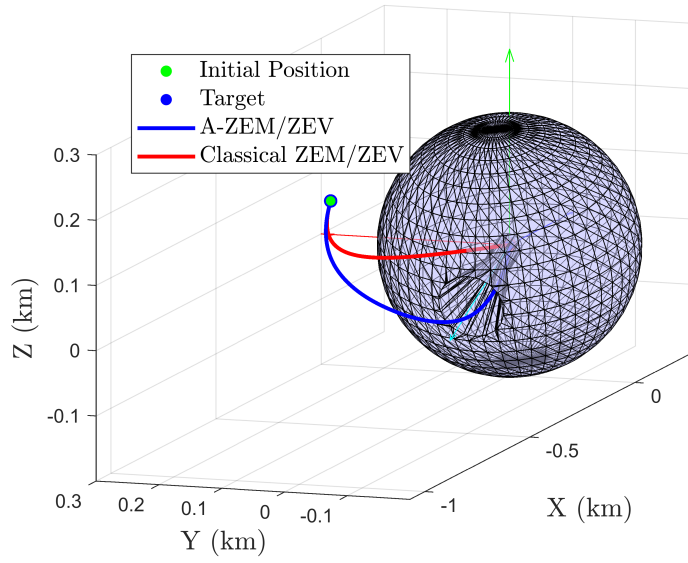 Initial Position
Target
A-ZEM/ZEV
Classical ZEM/ZEV
0.3
0.2
0.1
0
-0.1
Z (km)
0.3
0.2
0.1
0
-0.1
Y (km)
-1
-0.5
0
X (km)